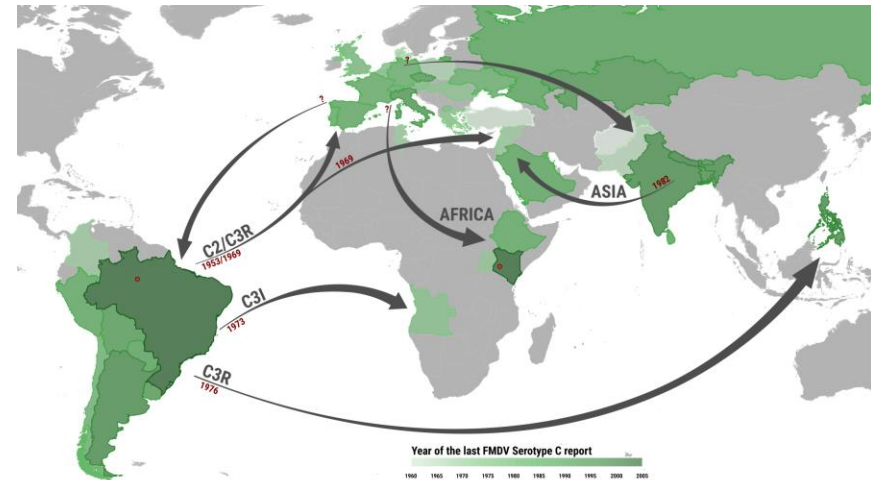 ?
?
?
1969
AFRICA
ASIA
1982
C2/C3R
1953/1969
C3I
1973
C3R
1976
Year of the last FMDV Serotype C report
1960 1965 1970 1975 1980 1985 1990 1995 2000 2005